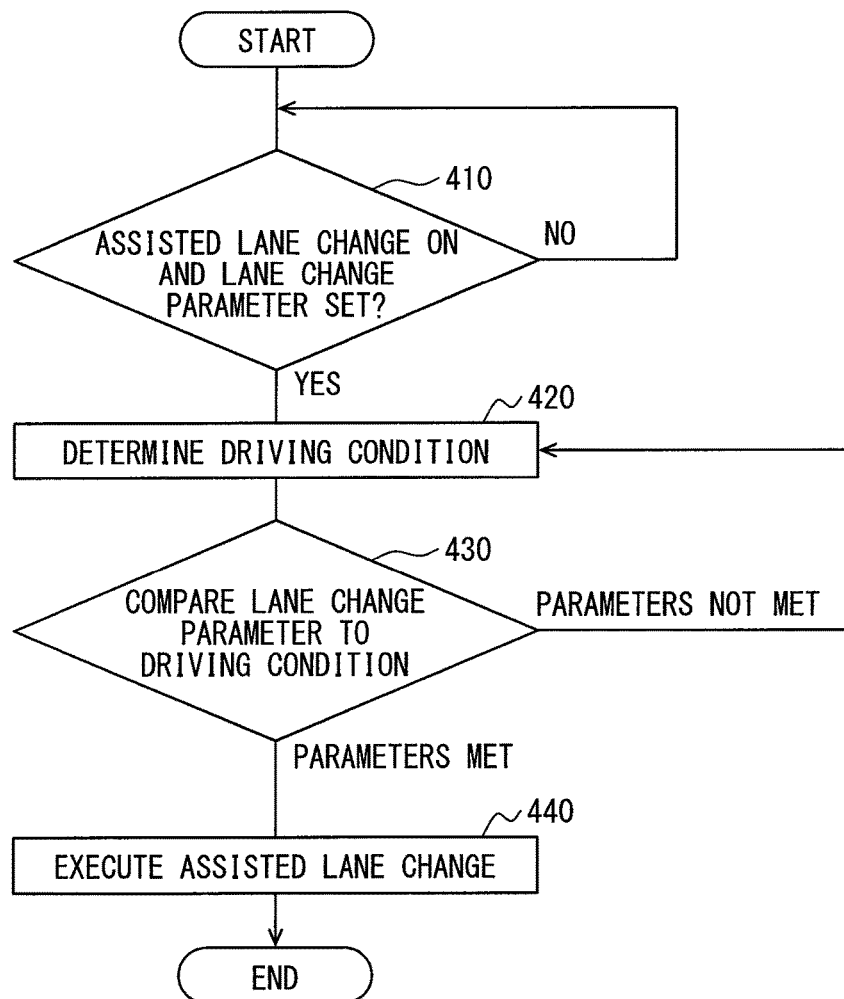 START
410
ASSISTED LANE CHANGE ON
AND LANE CHANGE
PARAMETER SET?
NO
YES
420
DETERMINE DRIVING CONDITION
430
COMPARE LANE CHANGE
PARAMETER TO
DRIVING CONDITION
PARAMETERS NOT MET
PARAMETERS MET
440
EXECUTE ASSISTED LANE CHANGE
END